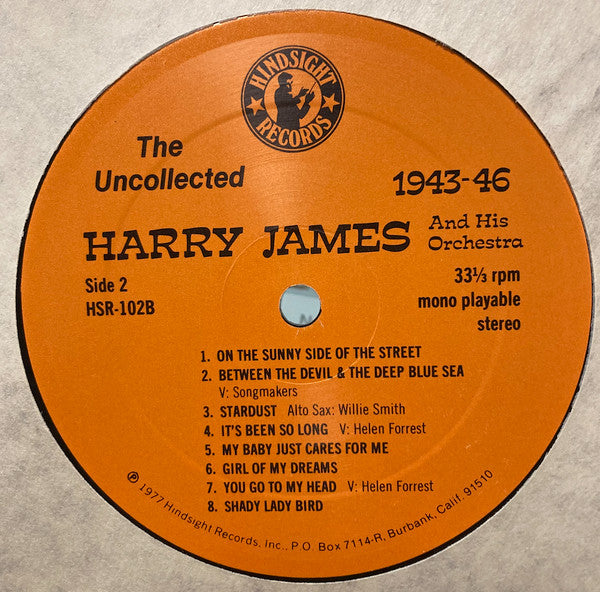 HINDSIGHT
RECORDS
The
Uncollected
1943-46
HARRY JAMES And His
Orchestra
Side 2
HSR-102B
33⅓ rpm
mono playable
stereo
1. ON THE SUNNY SIDE OF THE STREET
2. BETWEEN THE DEVIL & THE DEEP BLUE SEA
V: Songmakers
3. STARDUST Alto Sax: Willie Smith
4. IT'S BEEN SO LONG V: Helen Forrest
5. MY BABY JUST CARES FOR ME
6. GIRL OF MY DREAMS
7. YOU GO TO MY HEAD V: Helen Forrest
8. SHADY LADY BIRD
℗ 1977 Hindsight Records, Inc., P.O. Box 7114-R, Burbank, Calif. 91510